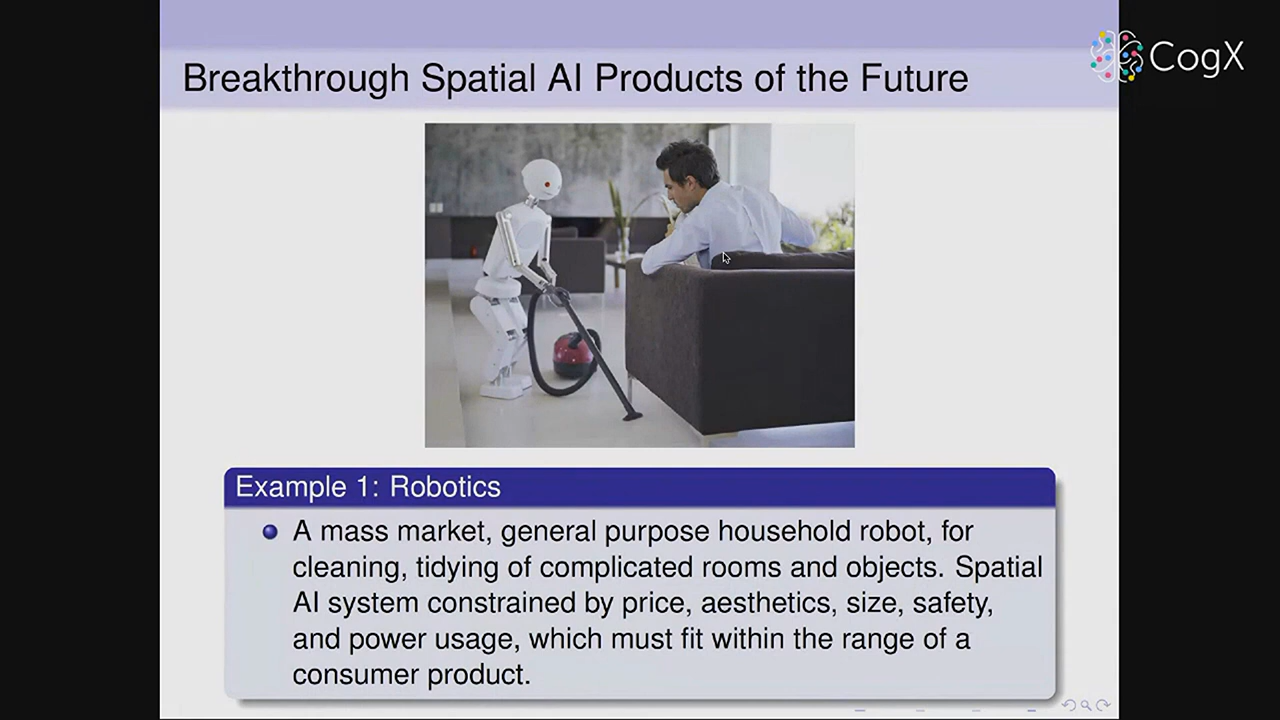 CogX
Breakthrough Spatial AI Products of the Future
Example 1: Robotics
A mass market, general purpose household robot, for
cleaning, tidying of complicated rooms and objects. Spatial
AI system constrained by price, aesthetics, size, safety,
and power usage, which must fit within the range of a
consumer product.